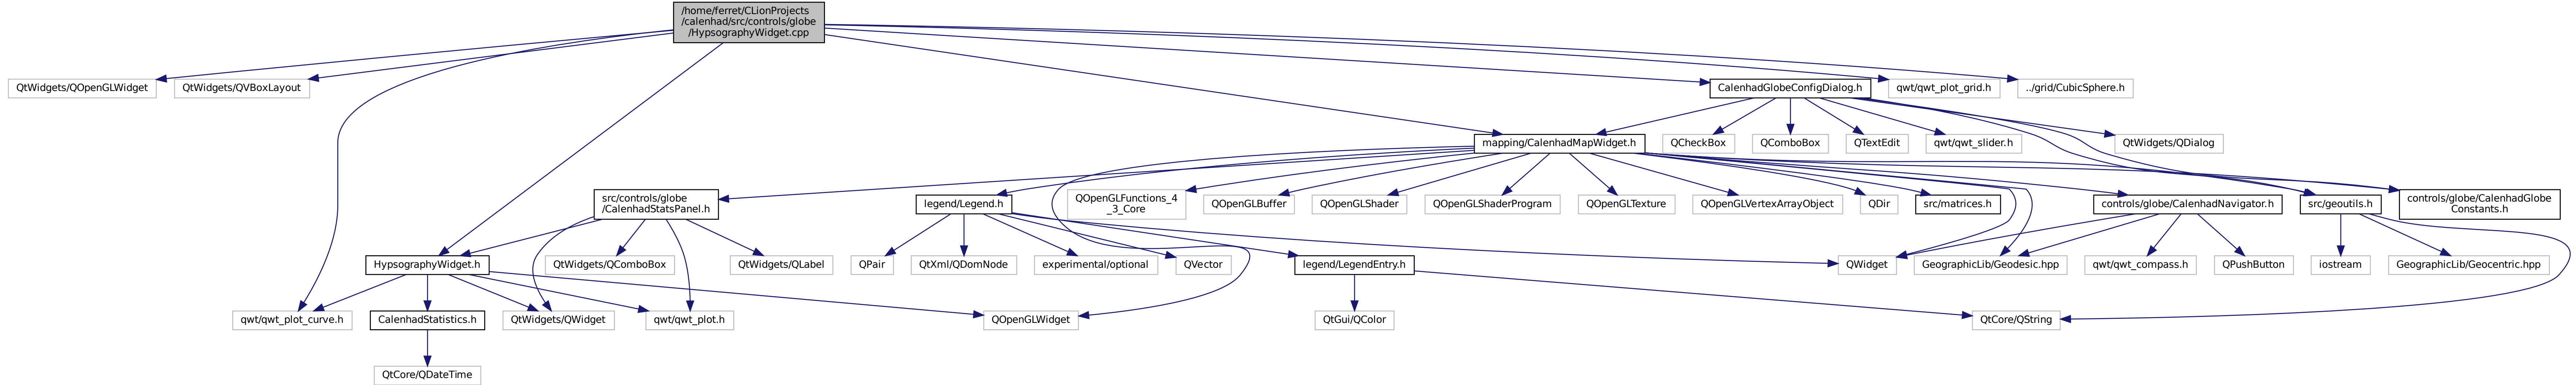 /home/ferret/CLionProjects
/calenhad/src/controls/globe
/HypsographyWidget.cpp
QtWidgets/QOpenGLWidget
QtWidgets/QVBoxLayout
CalenhadGlobeConfigDialog.h
qwt/qwt_plot_grid.h
../grid/CubicSphere.h
mapping/CalenhadMapWidget.h
QCheckBox
QComboBox
QTextEdit
qwt/qwt_slider.h
QtWidgets/QDialog
src/controls/globe
/CalenhadStatsPanel.h
legend/Legend.h
QOpenGLFunctions_4
_3_Core
QOpenGLBuffer
QOpenGLShader
QOpenGLShaderProgram
QOpenGLTexture
QOpenGLVertexArrayObject
QDir
src/matrices.h
controls/globe/CalenhadNavigator.h
src/geoutils.h
controls/globe/CalenhadGlobe
Constants.h
HypsographyWidget.h
QtWidgets/QComboBox
QtWidgets/QLabel
QPair
QtXml/QDomNode
experimental/optional
QVector
legend/LegendEntry.h
QWidget
GeographicLib/Geodesic.hpp
qwt/qwt_compass.h
QPushButton
iostream
GeographicLib/Geocentric.hpp
qwt/qwt_plot_curve.h
CalenhadStatistics.h
QtWidgets/QWidget
qwt/qwt_plot.h
QOpenGLWidget
QtGui/QColor
QtCore/QString
QtCore/QDateTime